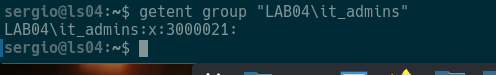 sergio@ls04:~$ getent group "LAB04\it_admins"
LAB04\it_admins:x:3000021:
sergio@ls04:~$